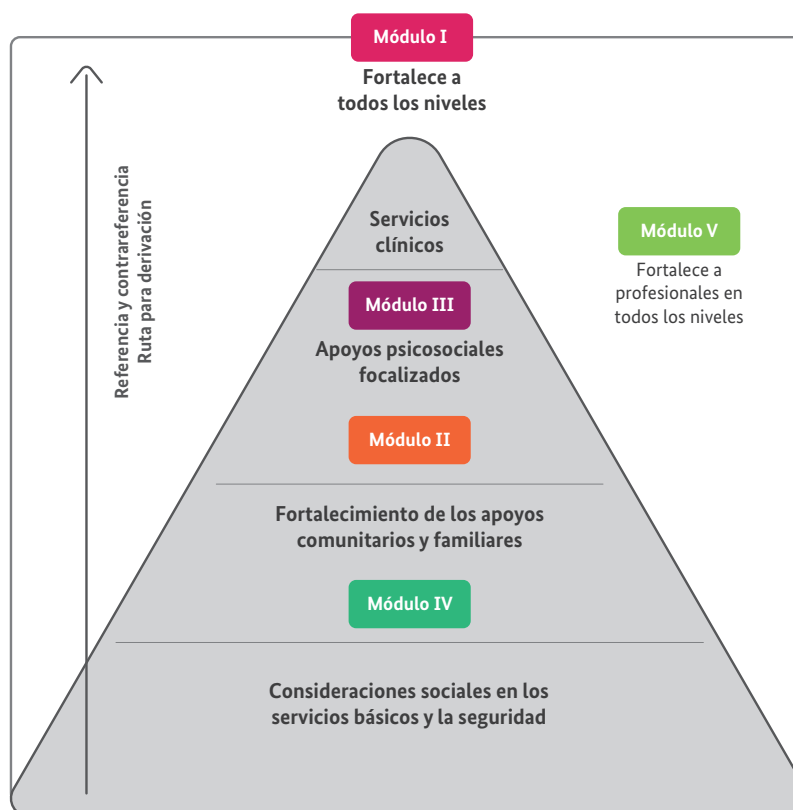 Módulo I
Fortalece a
todos los niveles
Referencia y contrareferencia
Ruta para derivación
Servicios
clínicos
Módulo V
Fortalece a
profesionales en
todos los niveles
Módulo III
Apoyos psicosociales
focalizados
Módulo II
Fortalecimiento de los apoyos
comunitarios y familiares
Módulo IV
Consideraciones sociales en los
servicios básicos y la seguridad